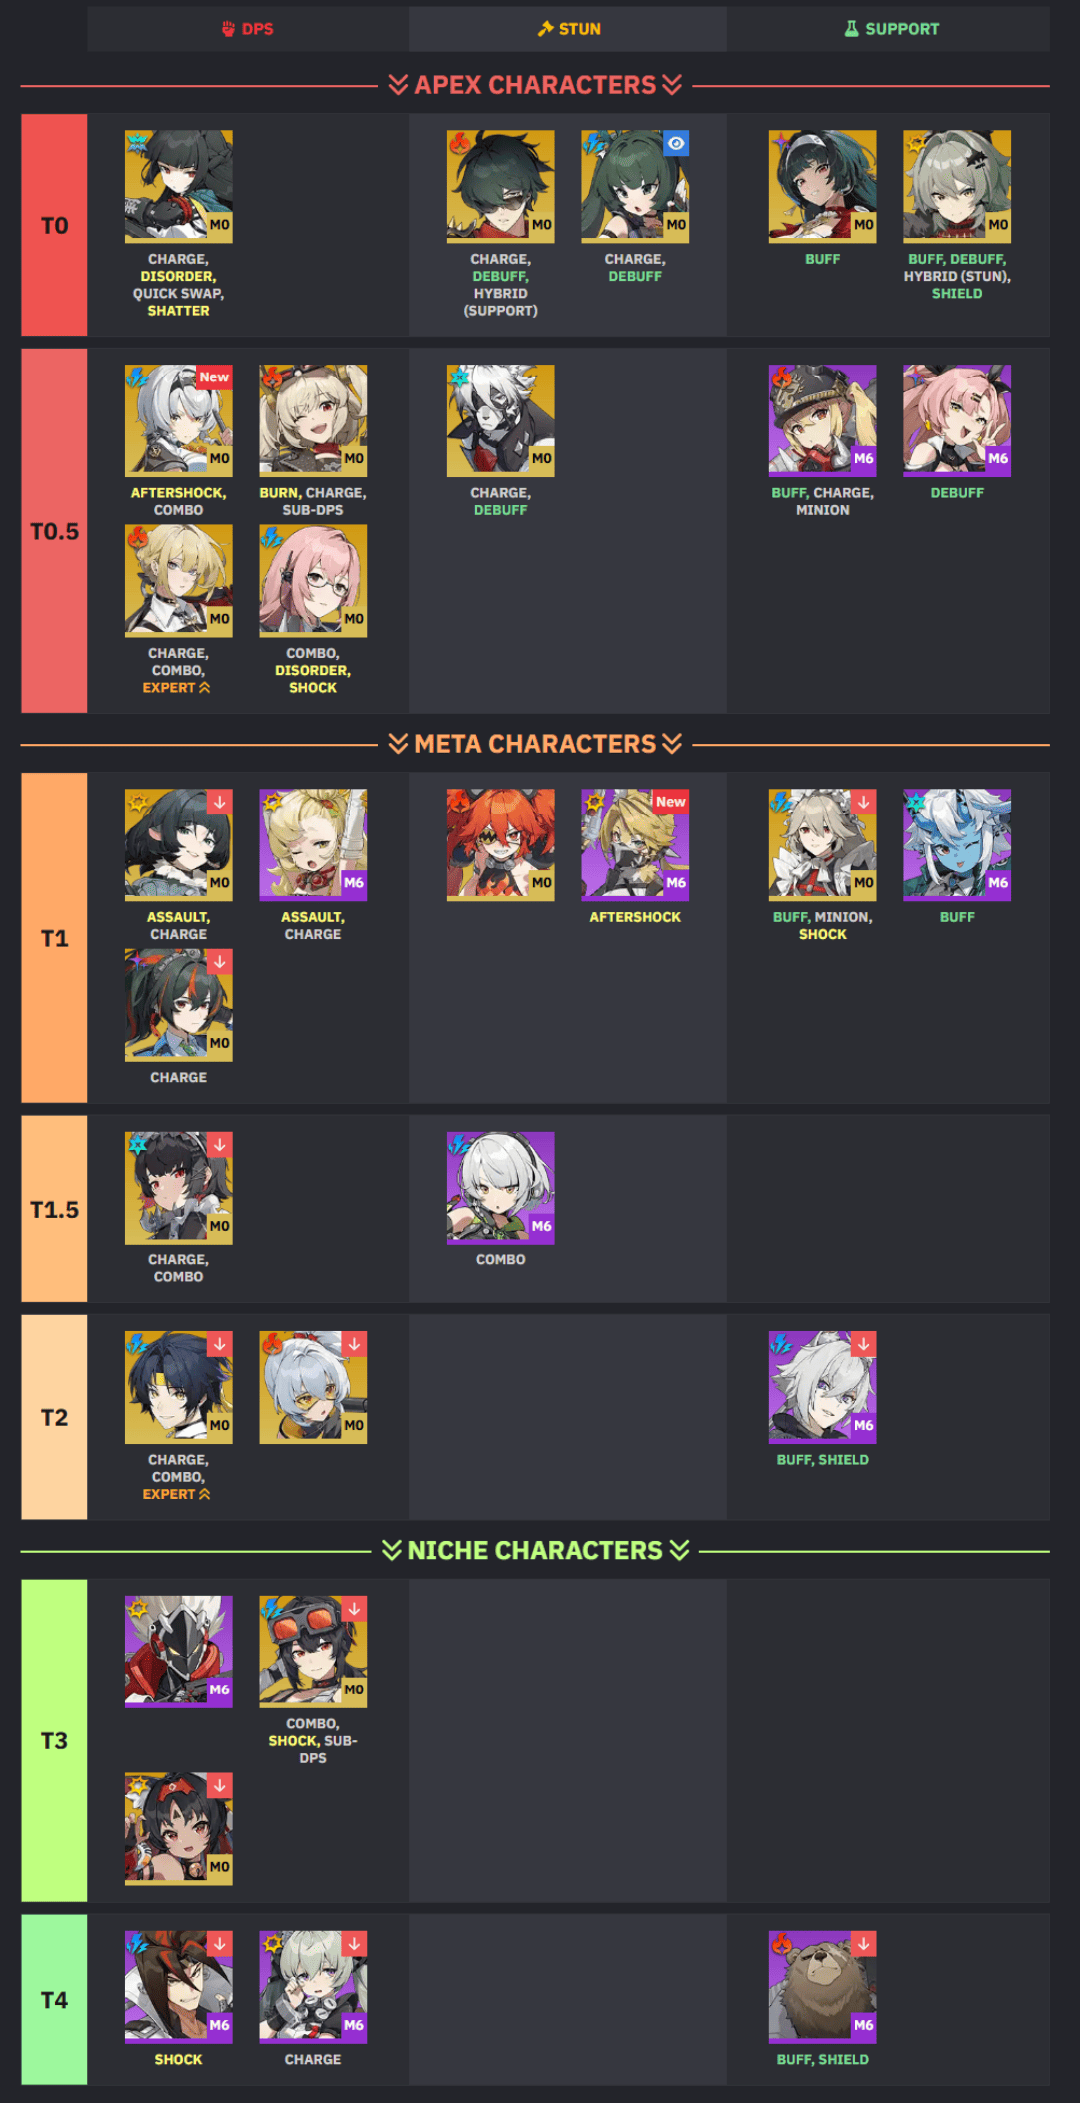 DPS
STUN
SUPPORT
APEX CHARACTERS
T0
M0
CHARGE,
DISORDER,
QUICK SWAP,
SHATTER
M0
CHARGE,
DEBUFF,
HYBRID
(SUPPORT)
M0
CHARGE,
DEBUFF
M0
BUFF
M0
BUFF, DEBUFF,
HYBRID (STUN),
SHIELD
T0.5
New
M0
AFTERSHOCK,
COMBO
M0
BURN, CHARGE,
SUB-DPS
M0
CHARGE,
COMBO,
EXPERT
M0
COMBO,
DISORDER,
SHOCK
M0
CHARGE,
DEBUFF
M6
BUFF, CHARGE,
MINION
M6
DEBUFF
META CHARACTERS
T1
M0
ASSAULT,
CHARGE
M6
ASSAULT,
CHARGE
M0
CHARGE
M0
New
M6
AFTERSHOCK
M0
BUFF, MINION,
SHOCK
M6
BUFF
T1.5
M0
CHARGE,
COMBO
M6
COMBO
T2
M0
CHARGE,
COMBO,
EXPERT
M0
M6
BUFF, SHIELD
NICHE CHARACTERS
T3
M6
M0
COMBO,
SHOCK, SUB-
DPS
M0
T4
M6
SHOCK
M6
CHARGE
M6
BUFF, SHIELD